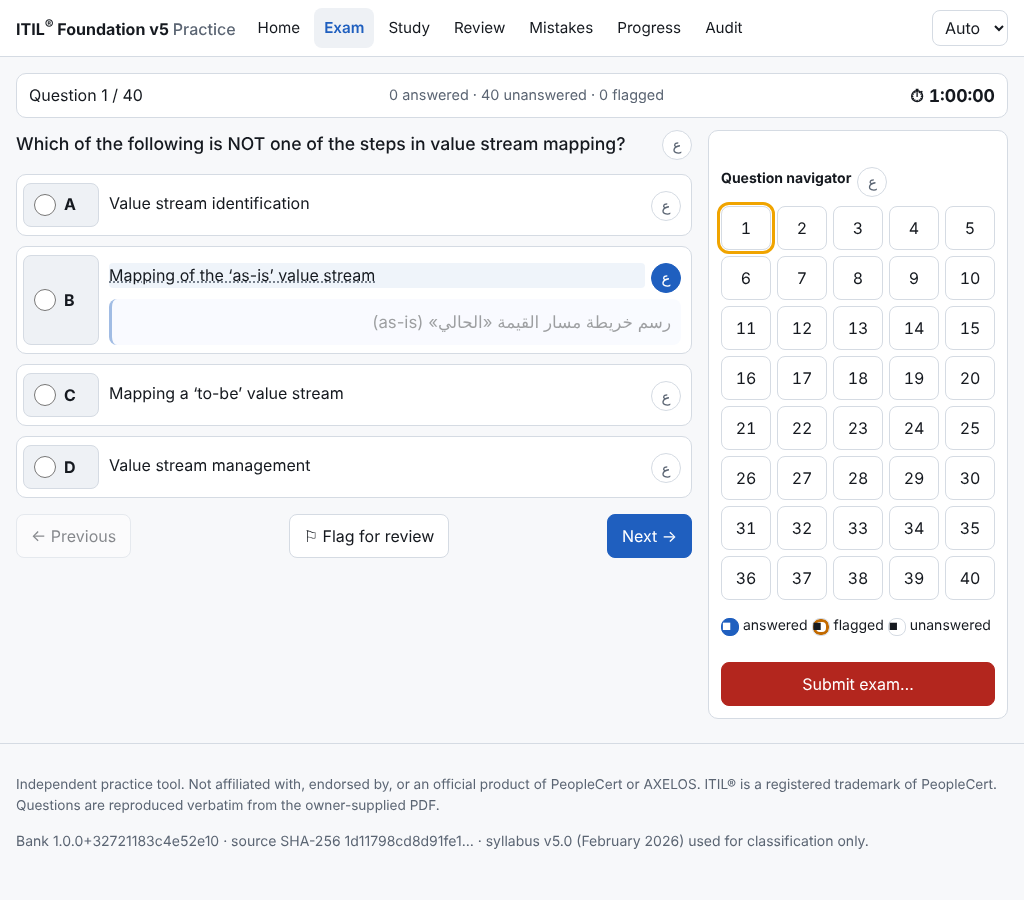 ITIL® Foundation v5 Practice Home Exam Study Review Mistakes Progress Audit Auto
Question 1 / 40 0 answered · 40 unanswered · 0 flagged ⏱ 1:00:00
Which of the following is NOT one of the steps in value stream mapping? ع
A Value stream identification ع
B Mapping of the ‘as-is’ value stream ع
رسم خريطة مسار القيمة «الحالي» (as-is)
C Mapping a ‘to-be’ value stream ع
D Value stream management ع
← Previous ⚐ Flag for review Next →
Question navigator ع
1 2 3 4 5
6 7 8 9 10
11 12 13 14 15
16 17 18 19 20
21 22 23 24 25
26 27 28 29 30
31 32 33 34 35
36 37 38 39 40
answered flagged unanswered
Submit exam…
Independent practice tool. Not affiliated with, endorsed by, or an official product of PeopleCert or AXELOS. ITIL® is a registered trademark of PeopleCert.
Questions are reproduced verbatim from the owner-supplied PDF.
Bank 1.0.0+32721183c4e52e10 · source SHA-256 1d11798cd8d91fe1… · syllabus v5.0 (February 2026) used for classification only.